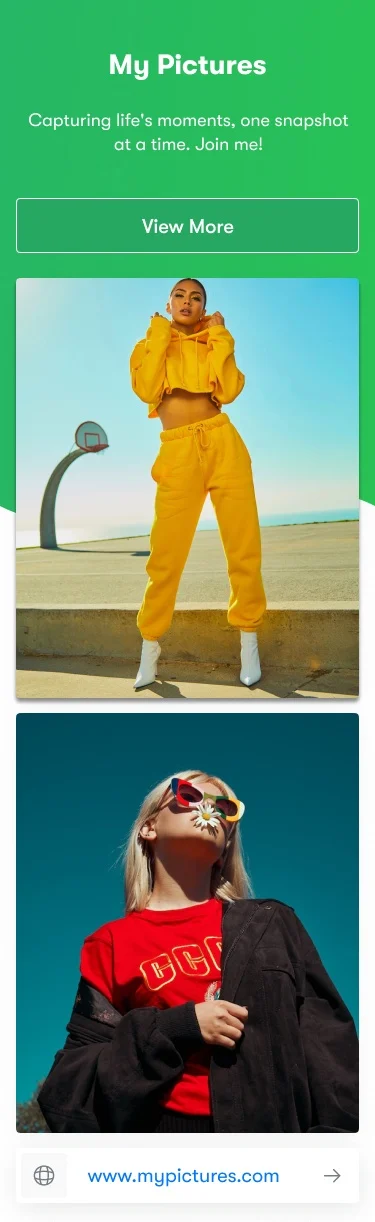 My Pictures
Capturing life's moments, one snapshot
at a time. Join me!
View More
CCC
www.mypictures.com